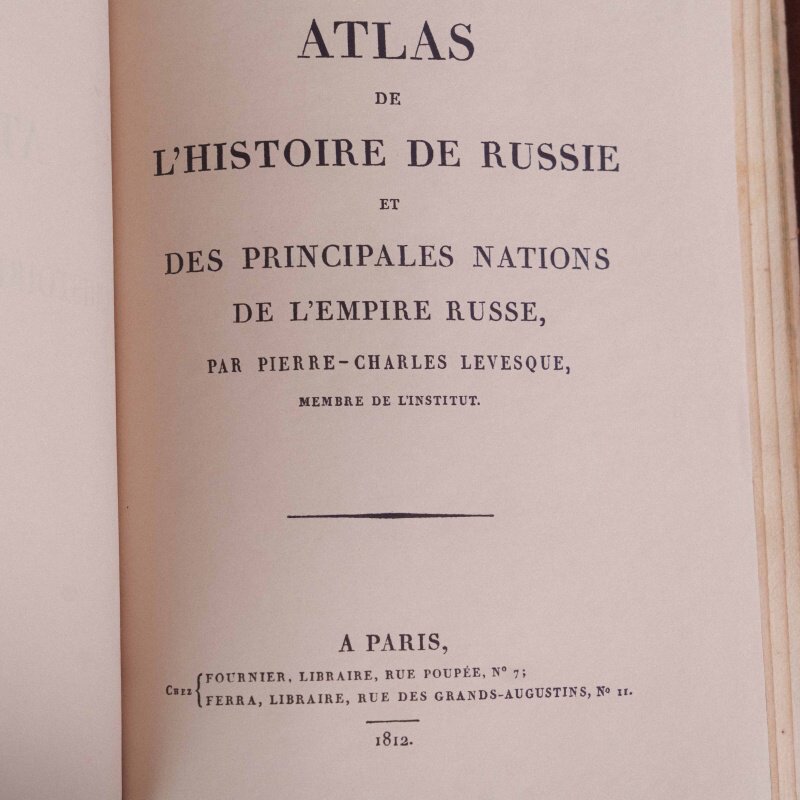 ATLAS
DE
L'HISTOIRE DE RUSSIE
ET
DES PRINCIPALES NATIONS
DE L'EMPIRE RUSSE,
PAR PIERRE-CHARLES LEVESQUE,
MEMBRE DE L'INSTITUT.
A PARIS,
CHEZ { FOURNIER, LIBRAIRE, RUE POUPÉE, N° 7;
FERRA, LIBRAIRE, RUE DES GRANDS-AUGUSTINS, N° 11.
1812.